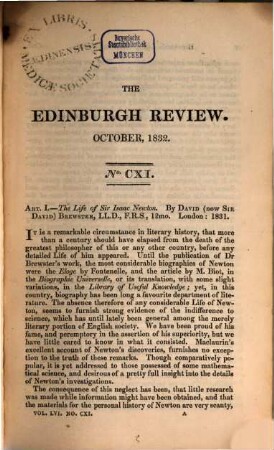 EX LIBRIS
EDINENSIS
MEDICÆ SOCIET
Bayerische
Staatsbibliothek
MÜNCHEN
THE
EDINBURGH REVIEW.
OCTOBER, 1832.
No. CXI.
ART. I.—The Life of Sir Isaac Newton. By DAVID (now SIR
DAVID) BREWSTER, LL.D., F.R.S., 12mo. London: 1831.
IT is a remarkable circumstance in literary history, that more
than a century should have elapsed from the death of the
greatest philosopher of this or any other country, before any
detailed Life of him appeared. Until the publication of Dr
Brewster's work, the most considerable biographies of Newton
were the Eloge by Fontenelle, and the article by M. Biot, in
the Biographie Universelle, or its translation, with some slight
variations, in the Library of Useful Knowledge; yet, in this
country, biography has been long a favourite department of lite-
rature. The absence therefore of any considerable Life of New-
ton, seems to furnish strong evidence of the indifference to
science, which has until lately been general among the merely
literary portion of English society. We have been proud of his
fame, and peremptory in the assertion of his superiority, but we
have little cared to know in what it consisted. Maclaurin's
excellent account of Newton's discoveries, furnishes no excep-
tion to the truth of these remarks. Though comparatively po-
pular, it is yet addressed to those possessed of some mathema-
tical science, and desirous of a pretty full insight into the details
of Newton's investigations.
The consequence of this neglect has been, that little research
was made while information might have been obtained, and that
the materials for the personal history of Newton are very scanty,
VOL. LVI. NO. CXI. A